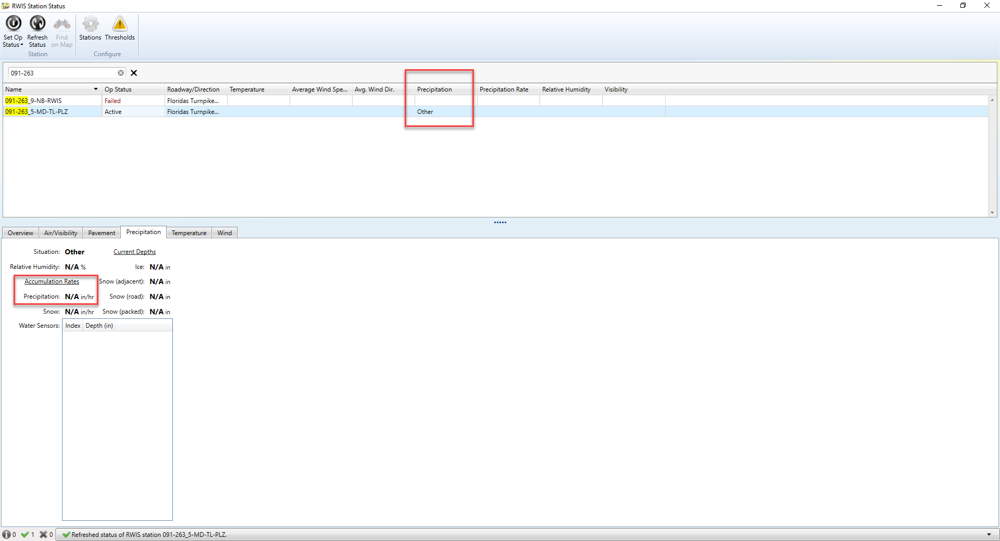 RWIS Station Status
Set Op Status
Refresh Status
Find on Map
Stations
Thresholds
Station
Configure
091-263
Name Op Status Roadway/Direction Temperature Average Wind Spe... Avg. Wind Dir. Precipitation Precipitation Rate Relative Humidity Visibility
091-263_9-NB-RWIS Failed Floridas Turnpike...
091-263_5-MD-TL-PLZ Active Floridas Turnpike... Other
Overview Air/Visibility Pavement Precipitation Temperature Wind
Situation: Other Current Depths
Relative Humidity: N/A % Ice: N/A in
Accumulation Rates Snow (adjacent): N/A in
Precipitation: N/A in/hr Snow (road): N/A in
Snow: N/A in/hr Snow (packed): N/A in
Water Sensors: Index Depth (in)
0 1 0 Refreshed status of RWIS station 091-263_5-MD-TL-PLZ.